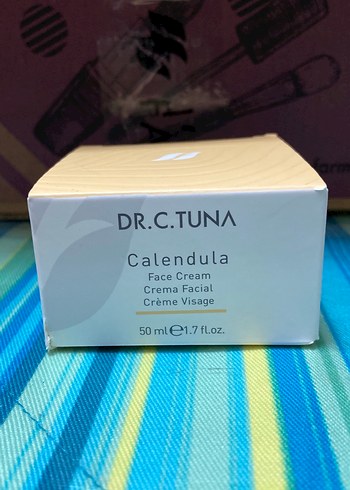 DR.C.TUNA
Calendula
Face Cream
Crema Facial
Crème Visage
50 ml℮1.7 fl.oz.